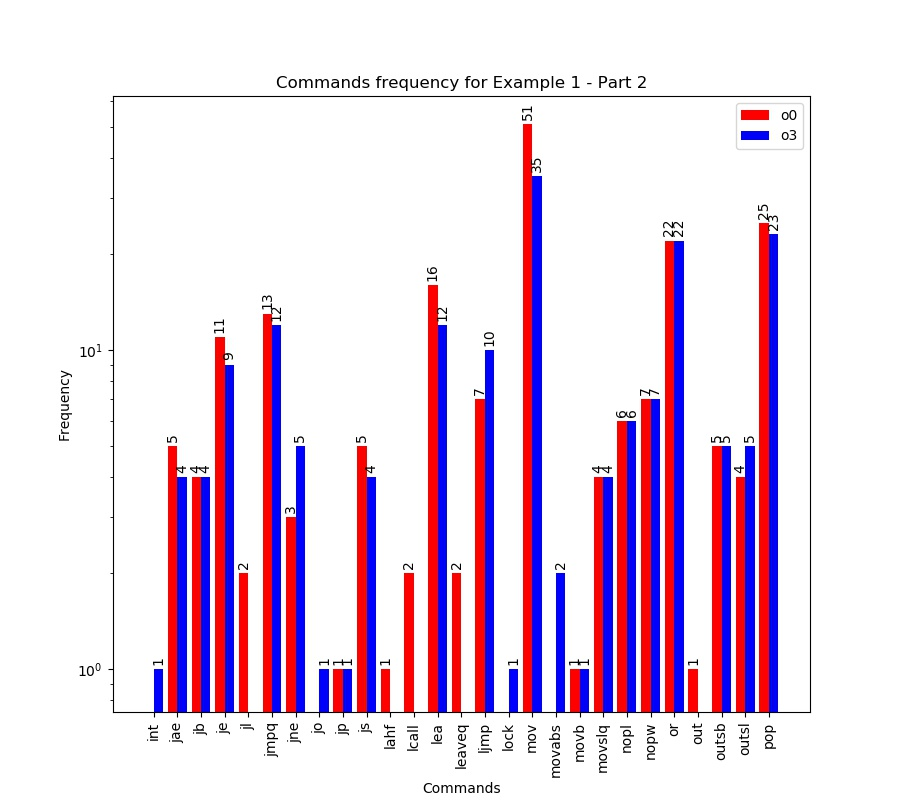 Commands frequency for Example 1 - Part 2
o0
o3
Frequency
10¹
10⁰
1
5 4
4 4
11 9
2
13 12
3 5
1
1 1
5 4
1
2
16 12
2
7 10
1
51 35
2
1 1
4 4
6 6
7 7
22 22
1
5 5
4 5
25 23
int
jae
jb
je
jl
jmpq
jne
jo
jp
js
lahf
lcall
lea
leaveq
ljmp
lock
mov
movabs
movb
movslq
nopl
nopw
or
out
outsb
outsl
pop
Commands